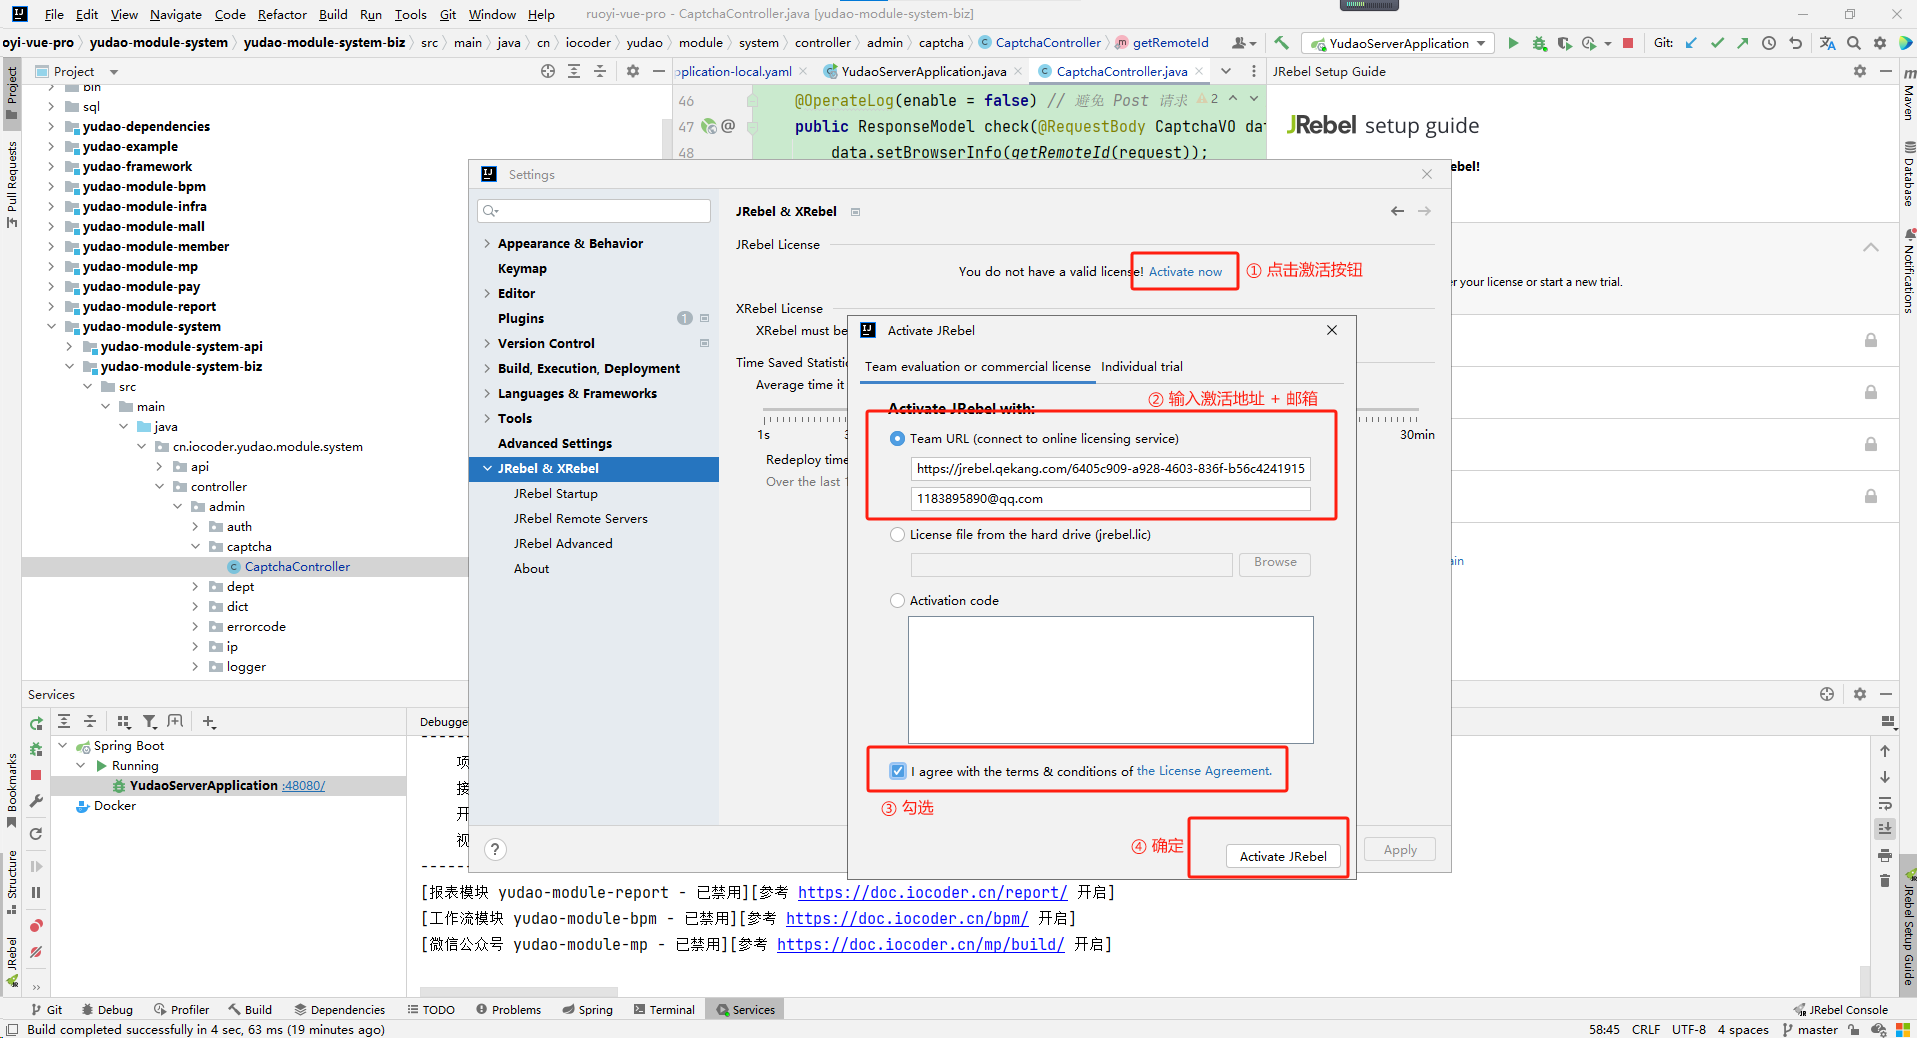 File Edit View Navigate Code Refactor Build Run Tools Git Window Help ruoyi-vue-pro - CaptchaController.java [yudao-module-system-biz]
oyi-vue-pro yudao-module-system yudao-module-system-biz src main java cn iocoder yudao module system controller admin captcha CaptchaController getRemoteId YudaoServerApplication Git:
Project
pplication-local.yaml YudaoServerApplication.java CaptchaController.java
JRebel Setup Guide
Project
Pull Requests
bin
sql
yudao-dependencies
yudao-example
yudao-framework
yudao-module-bpm
yudao-module-infra
yudao-module-mall
yudao-module-member
yudao-module-mp
yudao-module-pay
yudao-module-report
yudao-module-system
yudao-module-system-api
yudao-module-system-biz
src
main
java
cn.iocoder.yudao.module.system
api
controller
admin
auth
captcha
CaptchaController
dept
dict
errorcode
ip
logger
46 @OperateLog(enable = false) // 避免 Post 请求 2
47 @ public ResponseModel check(@RequestBody CaptchaVO dat
48 data.setBrowserInfo(getRemoteId(request));
JRebel setup guide
ebel!
r your license or start a new trial.
ain
Maven
Database
Notifications
JRebel Setup Guide
Settings
Appearance & Behavior
Keymap
Editor
Plugins 1
Version Control
Build, Execution, Deployment
Languages & Frameworks
Tools
Advanced Settings
JRebel & XRebel
JRebel Startup
JRebel Remote Servers
JRebel Advanced
About
?
JRebel & XRebel
JRebel License
You do not have a valid license! Activate now ① 点击激活按钮
XRebel License
XRebel must be
Time Saved Statistic
Average time it
1s 30min
Redeploy time
Over the last
Apply
Activate JRebel
Team evaluation or commercial license Individual trial
② 输入激活地址 + 邮箱
Activate JRebel with:
Team URL (connect to online licensing service)
https://jrebel.qekang.com/6405c909-a928-4603-836f-b56c4241915
1183895890@qq.com
License file from the hard drive (jrebel.lic)
Browse
Activation code
I agree with the terms & conditions of the License Agreement.
③ 勾选
④ 确定
Activate JRebel
Services
Debugge
Spring Boot
Running
YudaoServerApplication :48080/
Docker
Bookmarks
Structure
JRebel
项
接
开
视
[报表模块 yudao-module-report - 已禁用][参考 https://doc.iocoder.cn/report/ 开启]
[工作流模块 yudao-module-bpm - 已禁用][参考 https://doc.iocoder.cn/bpm/ 开启]
[微信公众号 yudao-module-mp - 已禁用][参考 https://doc.iocoder.cn/mp/build/ 开启]
Git Debug Profiler Build Dependencies TODO Problems Spring Terminal Services JRebel Console
Build completed successfully in 4 sec, 63 ms (19 minutes ago) 58:45 CRLF UTF-8 4 spaces master